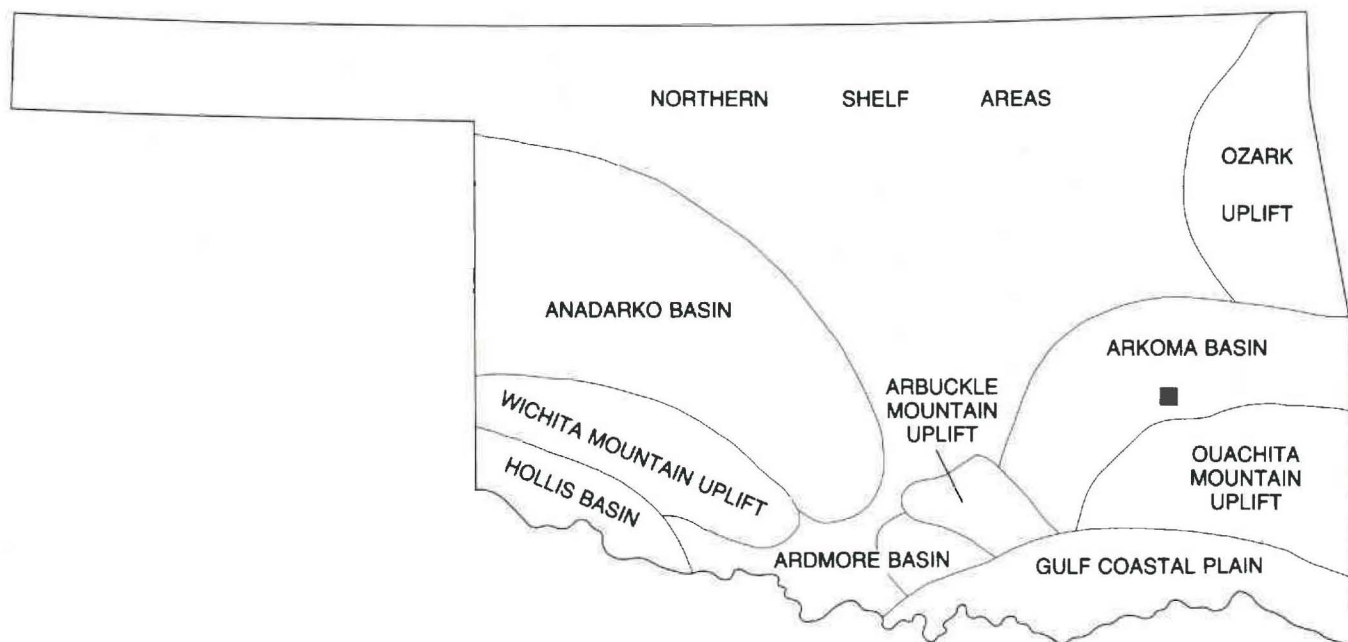 NORTHERN SHELF AREAS
OZARK
UPLIFT
ANADARKO BASIN
ARKOMA BASIN
ARBUCKLE
MOUNTAIN
UPLIFT
WICHITA MOUNTAIN UPLIFT
HOLLIS BASIN
OUACHITA
MOUNTAIN
UPLIFT
ARDMORE BASIN
GULF COASTAL PLAIN